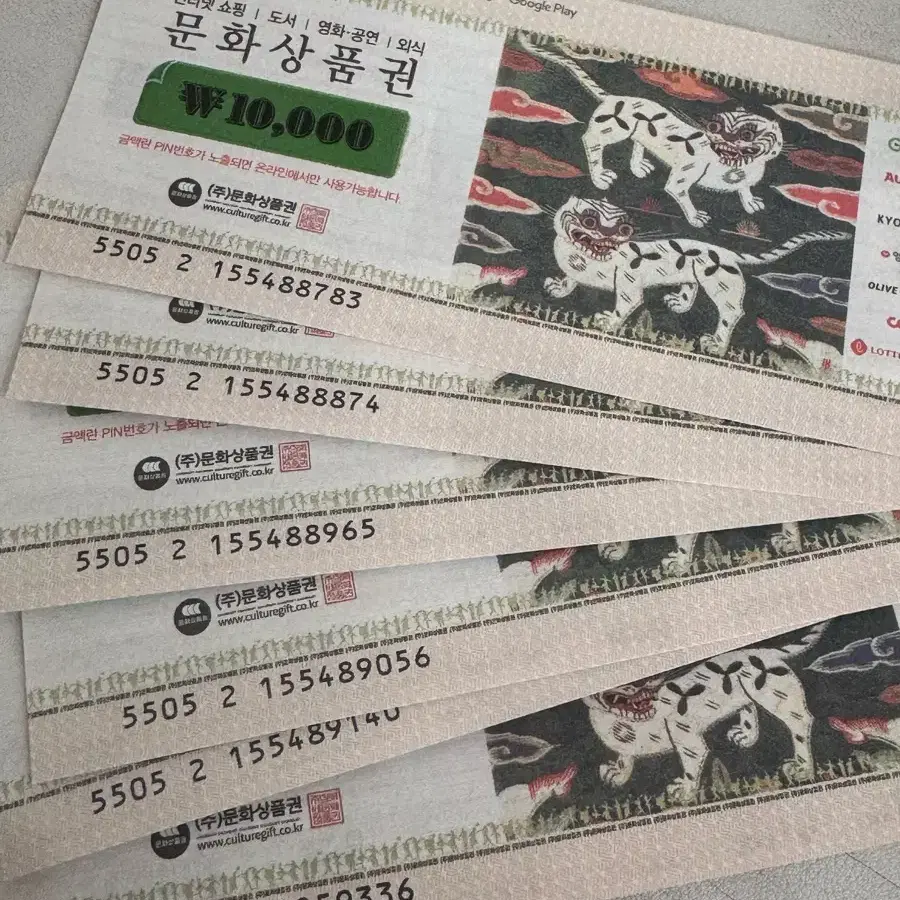 Google Play
인터넷 쇼핑 | 도서 | 영화·공연 | 외식
문화상품권
₩10,000
금액란 PIN번호가 노출되면 온라인에서만 사용가능합니다.
(주)문화상품권
www.culturegift.co.kr
5505 2 155488783
AU
KYO
OLIVE
LOTTE
www.culturegift.co.kr
5505 2 155488874
금액란 PIN번호가 노출되면
(주)문화상품권
www.culturegift.co.kr
5505 2 155488965
(주)문화상품권
www.culturegift.co.kr
5505 2 155489056
5505 2 155489140
(주)문화상품권
www.culturegift.co.kr
50336